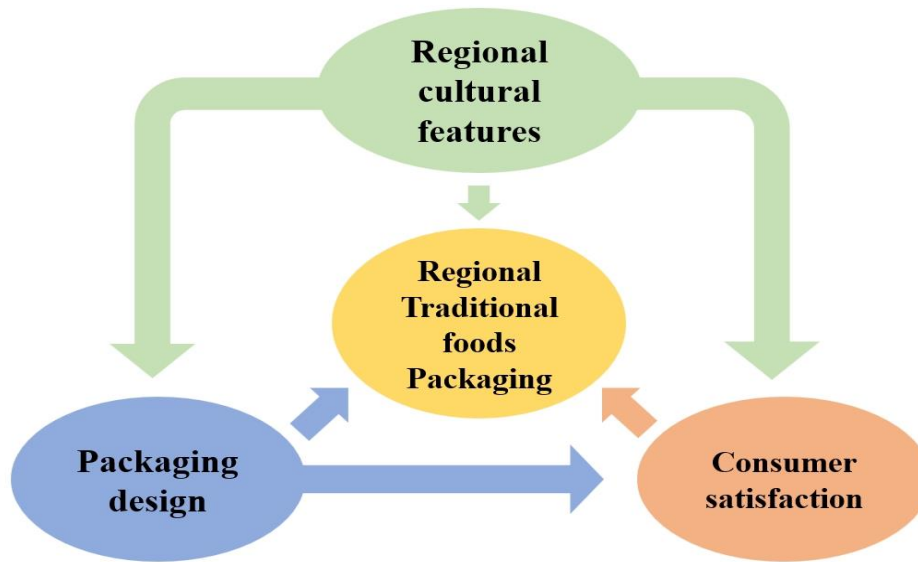 Regional
cultural
features
Regional
Traditional
foods
Packaging
Packaging
design
Consumer
satisfaction